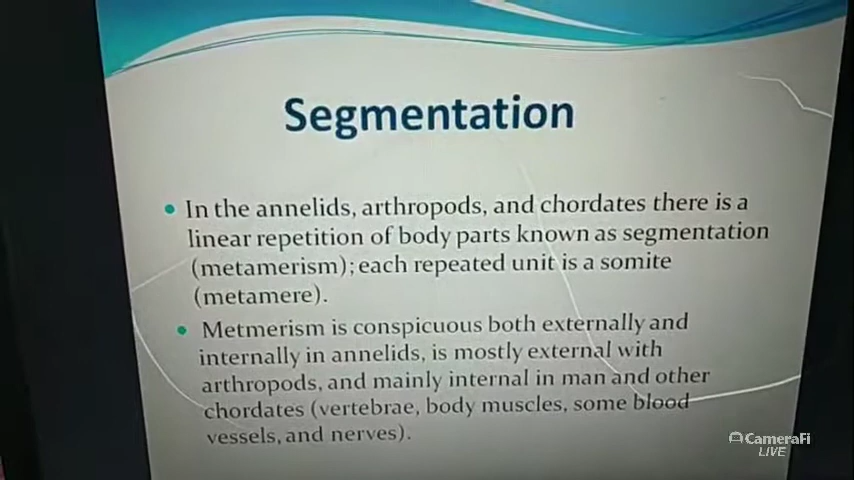 Segmentation
• In the annelids, arthropods, and chordates there is a
linear repetition of body parts known as segmentation
(metamerism); each repeated unit is a somite
(metamere).
• Metmerism is conspicuous both externally and
internally in annelids, is mostly external with
arthropods, and mainly internal in man and other
chordates (vertebrae, body muscles, some blood
vessels, and nerves).
CameraFi
LIVE